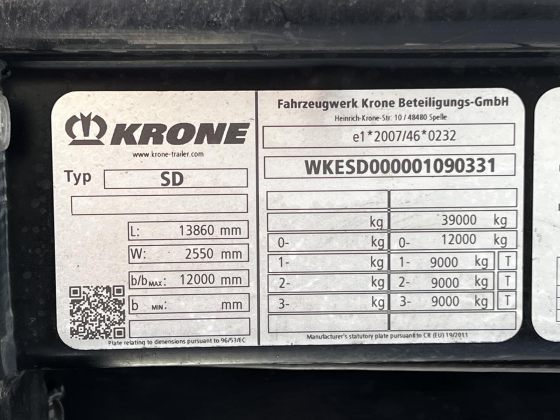 KRONE
www.krone-trailer.com
Typ SD
L: 13860 mm
W: 2550 mm
b/bMAX: 12000 mm
b MIN: mm
Plate relating to dimensions pursuant to 96/53/EC
Fahrzeugwerk Krone Beteiligungs-GmbH
Heinrich-Krone-Str. 10 / 48480 Spelle
e1*2007/46*0232
WKESD000001090331
kg 39000 kg
0- kg 0- 12000 kg
1- kg 1- 9000 kg T
2- kg 2- 9000 kg T
3- kg 3- 9000 kg T
Manufacturer's statutory plate pursuant to CR (EU) 19/2011